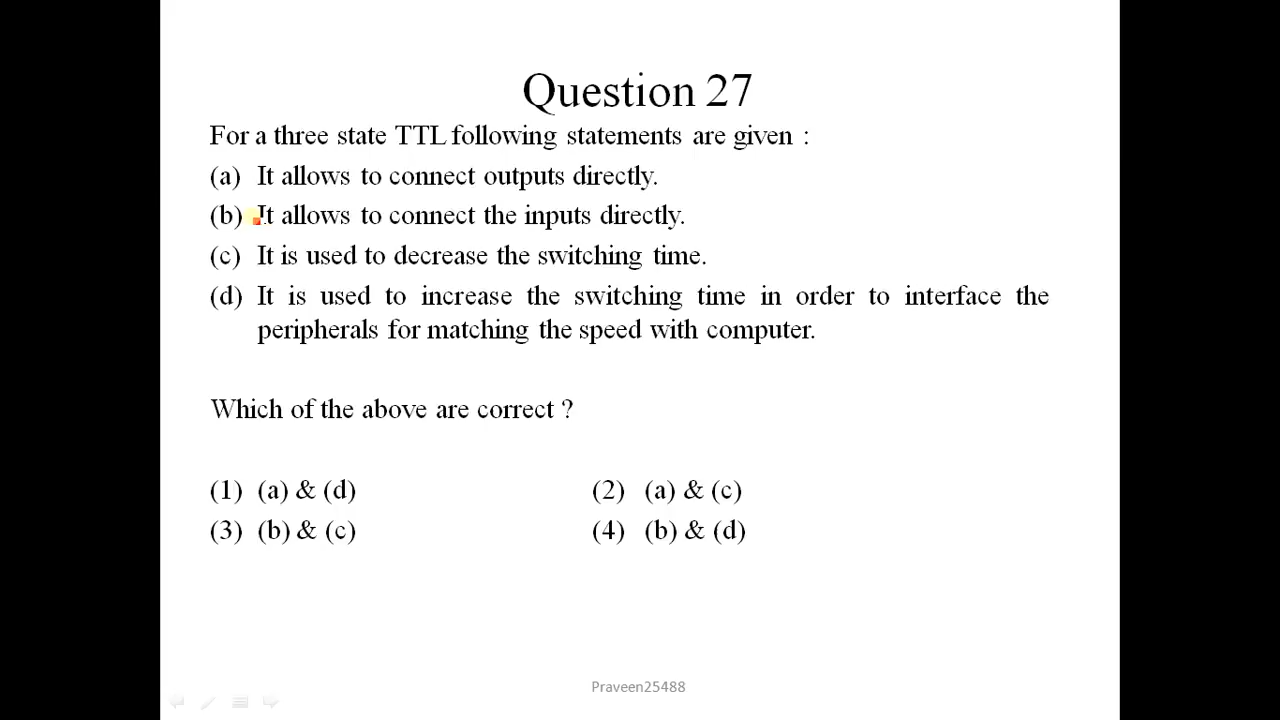 Question 27
For a three state TTL following statements are given :
(a) It allows to connect outputs directly.
(b) It allows to connect the inputs directly.
(c) It is used to decrease the switching time.
(d) It is used to increase the switching time in order to interface the
peripherals for matching the speed with computer.
Which of the above are correct ?
(1) (a) & (d) (2) (a) & (c)
(3) (b) & (c) (4) (b) & (d)
Praveen25488